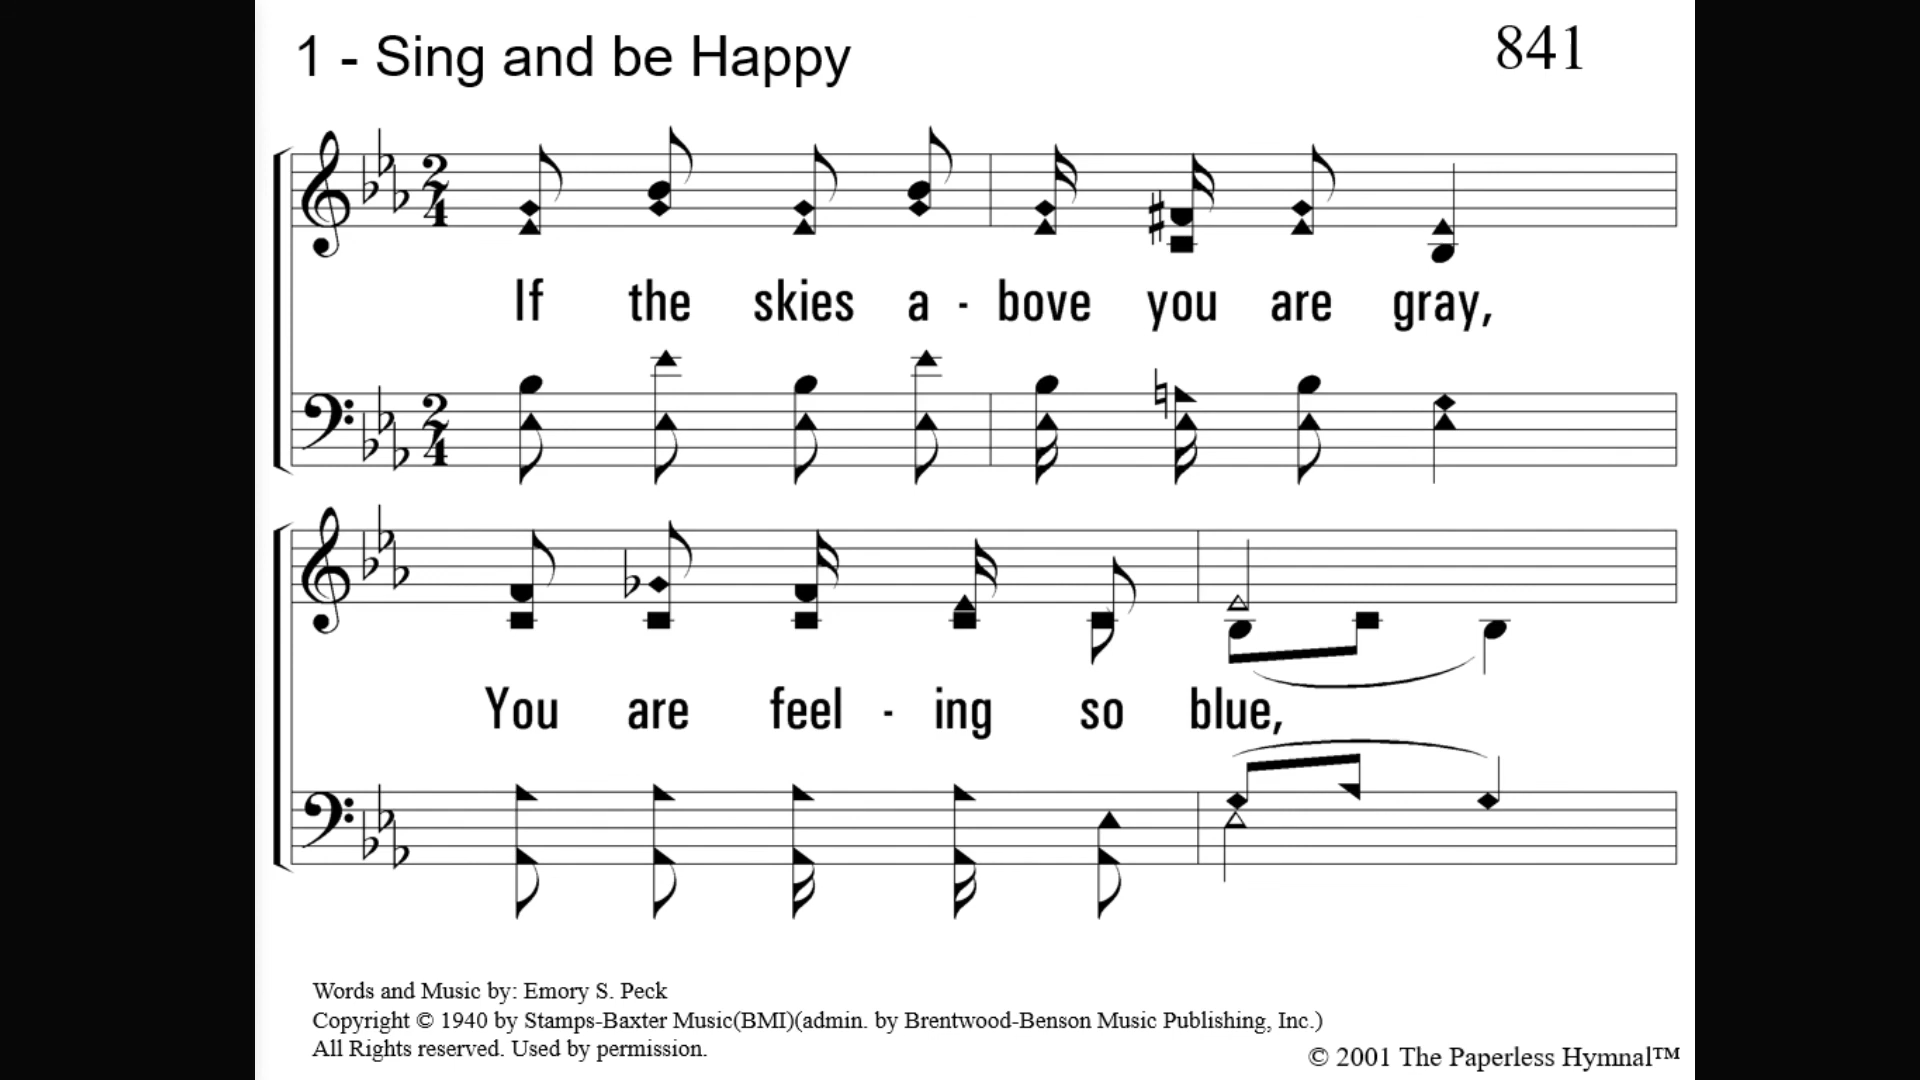 1 - Sing and be Happy
841
If the skies a - bove you are gray,
You are feel - ing so blue,
Words and Music by: Emory S. Peck
Copyright © 1940 by Stamps-Baxter Music(BMI)(admin. by Brentwood-Benson Music Publishing, Inc.)
All Rights reserved. Used by permission.
© 2001 The Paperless Hymnal™